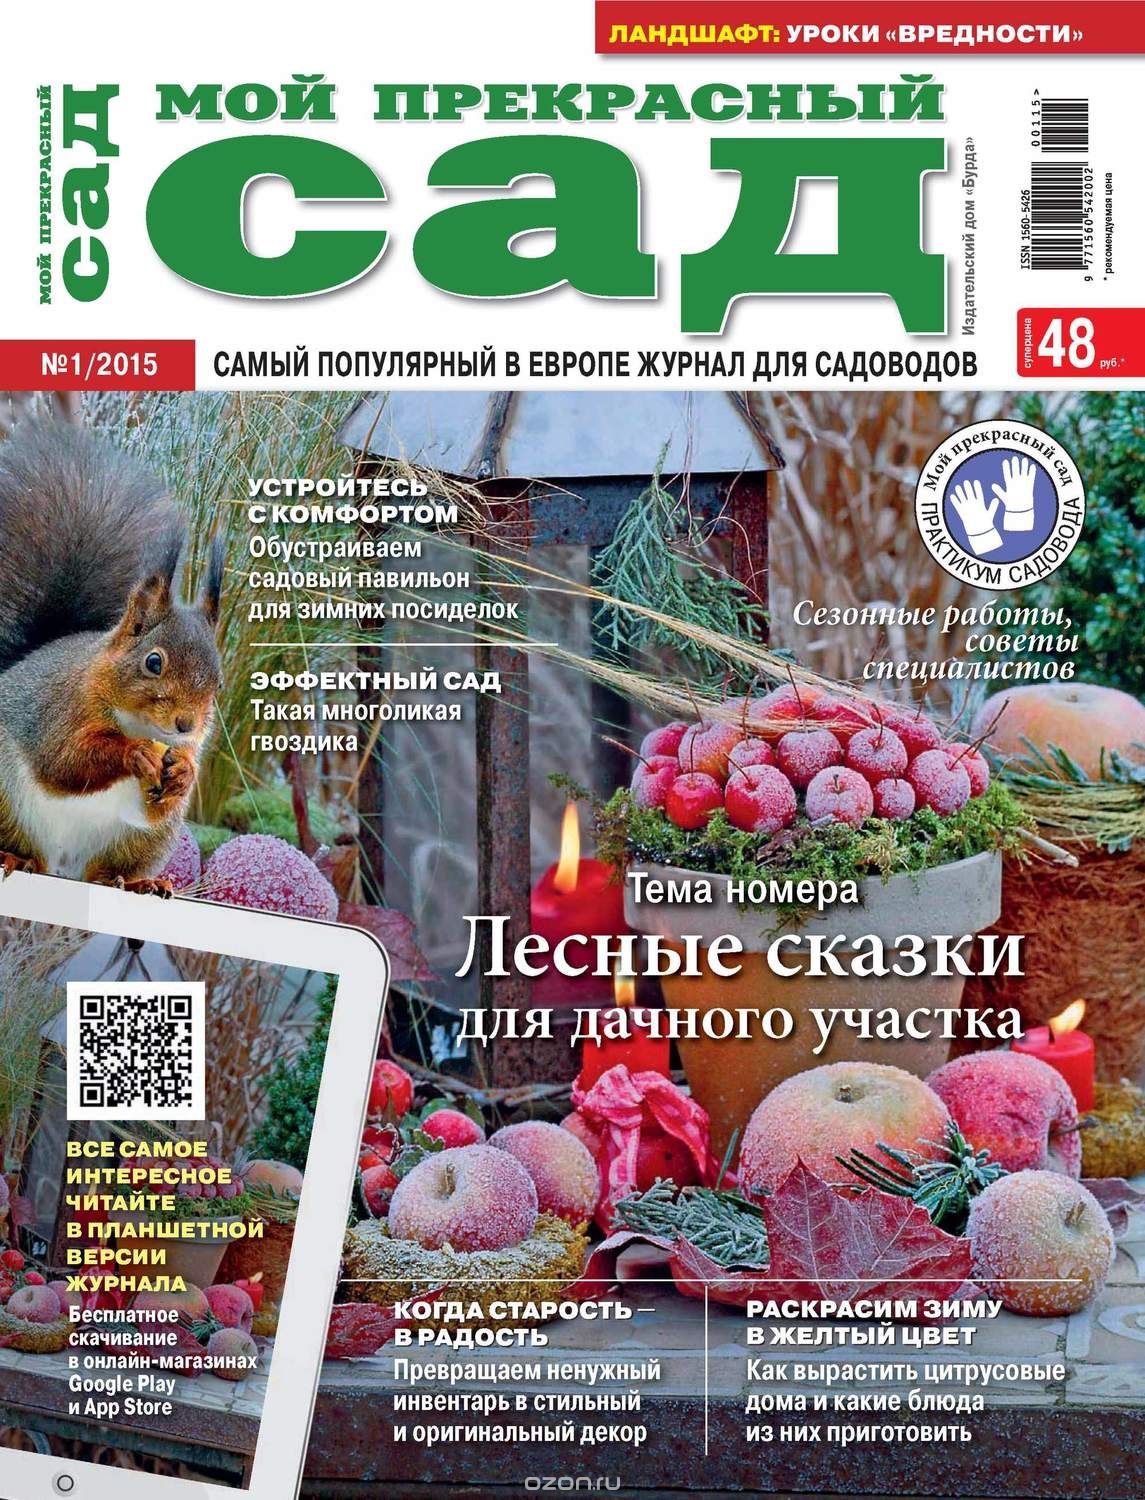 ЛАНДШАФТ: УРОКИ «ВРЕДНОСТИ»
МОЙ ПРЕКРАСНЫЙ
сад
МОЙ ПРЕКРАСНЫЙ
сад
Издательский дом «Бурда»
ISSN 1560-5426
00115>
9 771560 542002
* рекомендуемая цена
№1/2015
САМЫЙ ПОПУЛЯРНЫЙ В ЕВРОПЕ ЖУРНАЛ ДЛЯ САДОВОДОВ
суперцена
48
руб.*
УСТРОЙТЕСЬ
С КОМФОРТОМ
Обустраиваем
садовый павильон
для зимних посиделок
ЭФФЕКТНЫЙ САД
Такая многоликая
гвоздика
Мой прекрасный сад
ПРАКТИКУМ САДОВОДА
Сезонные работы,
советы
специалистов
Тема номера
Лесные сказки
для дачного участка
ВСЕ САМОЕ
ИНТЕРЕСНОЕ
ЧИТАЙТЕ
В ПЛАНШЕТНОЙ
ВЕРСИИ
ЖУРНАЛА
Бесплатное
скачивание
в онлайн-магазинах
Google Play
и App Store
КОГДА СТАРОСТЬ –
В РАДОСТЬ
Превращаем ненужный
инвентарь в стильный
и оригинальный декор
РАСКРАСИМ ЗИМУ
В ЖЕЛТЫЙ ЦВЕТ
Как вырастить цитрусовые
дома и какие блюда
из них приготовить
ozon.ru